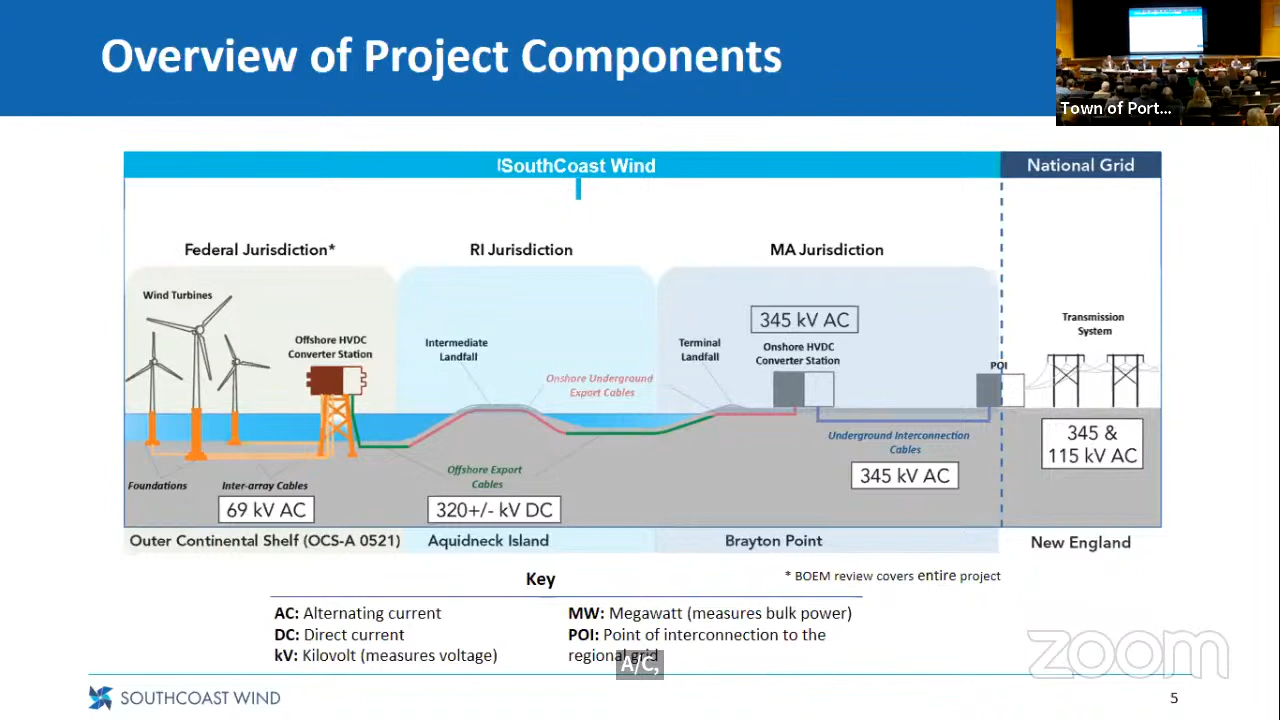 Overview of Project Components
Town of Port...
SouthCoast Wind
National Grid
Federal Jurisdiction*
RI Jurisdiction
MA Jurisdiction
Wind Turbines
Offshore HVDC
Converter Station
Intermediate
Landfall
Onshore Underground
Export Cables
Terminal
Landfall
345 kV AC
Onshore HVDC
Converter Station
POI
Transmission
System
Foundations
Inter-array Cables
69 kV AC
Offshore Export
Cables
320+/- kV DC
Underground Interconnection
Cables
345 kV AC
345 &
115 kV AC
Outer Continental Shelf (OCS-A 0521)
Aquidneck Island
Brayton Point
New England
* BOEM review covers entire project
Key
AC: Alternating current
DC: Direct current
kV: Kilovolt (measures voltage)
MW: Megawatt (measures bulk power)
POI: Point of interconnection to the
regional grid
A/C,
zoom
SOUTHCOAST WIND
5